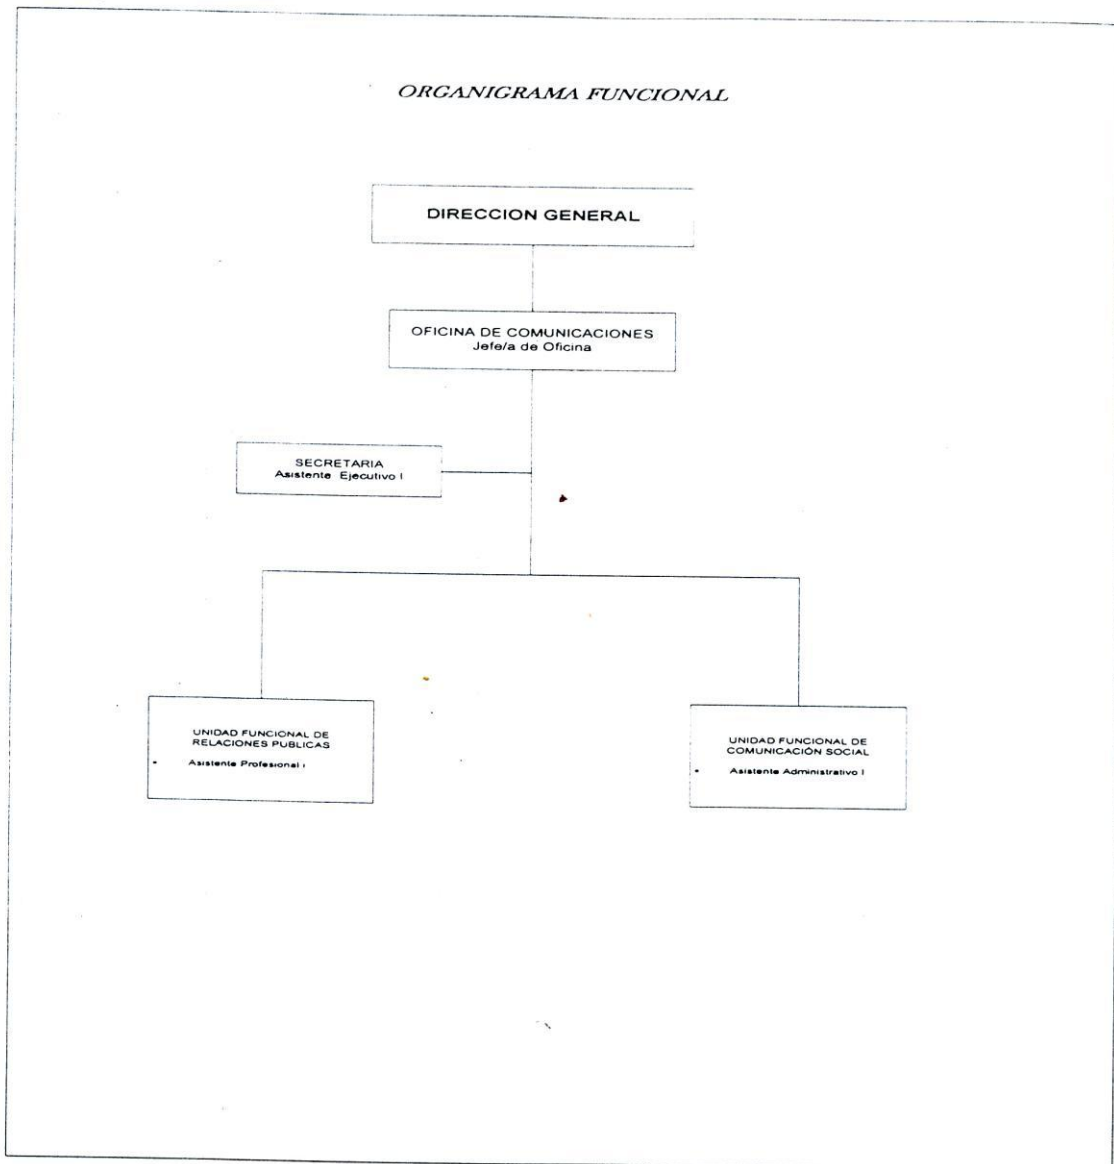 ORGANIGRAMA FUNCIONAL
DIRECCION GENERAL
OFICINA DE COMUNICACIONES
Jefe/a de Oficina
SECRETARIA
Asistente Ejecutivo I
UNIDAD FUNCIONAL DE
RELACIONES PUBLICAS
• Asistente Profesional I
UNIDAD FUNCIONAL DE
COMUNICACIÓN SOCIAL
• Asistente Administrativo I